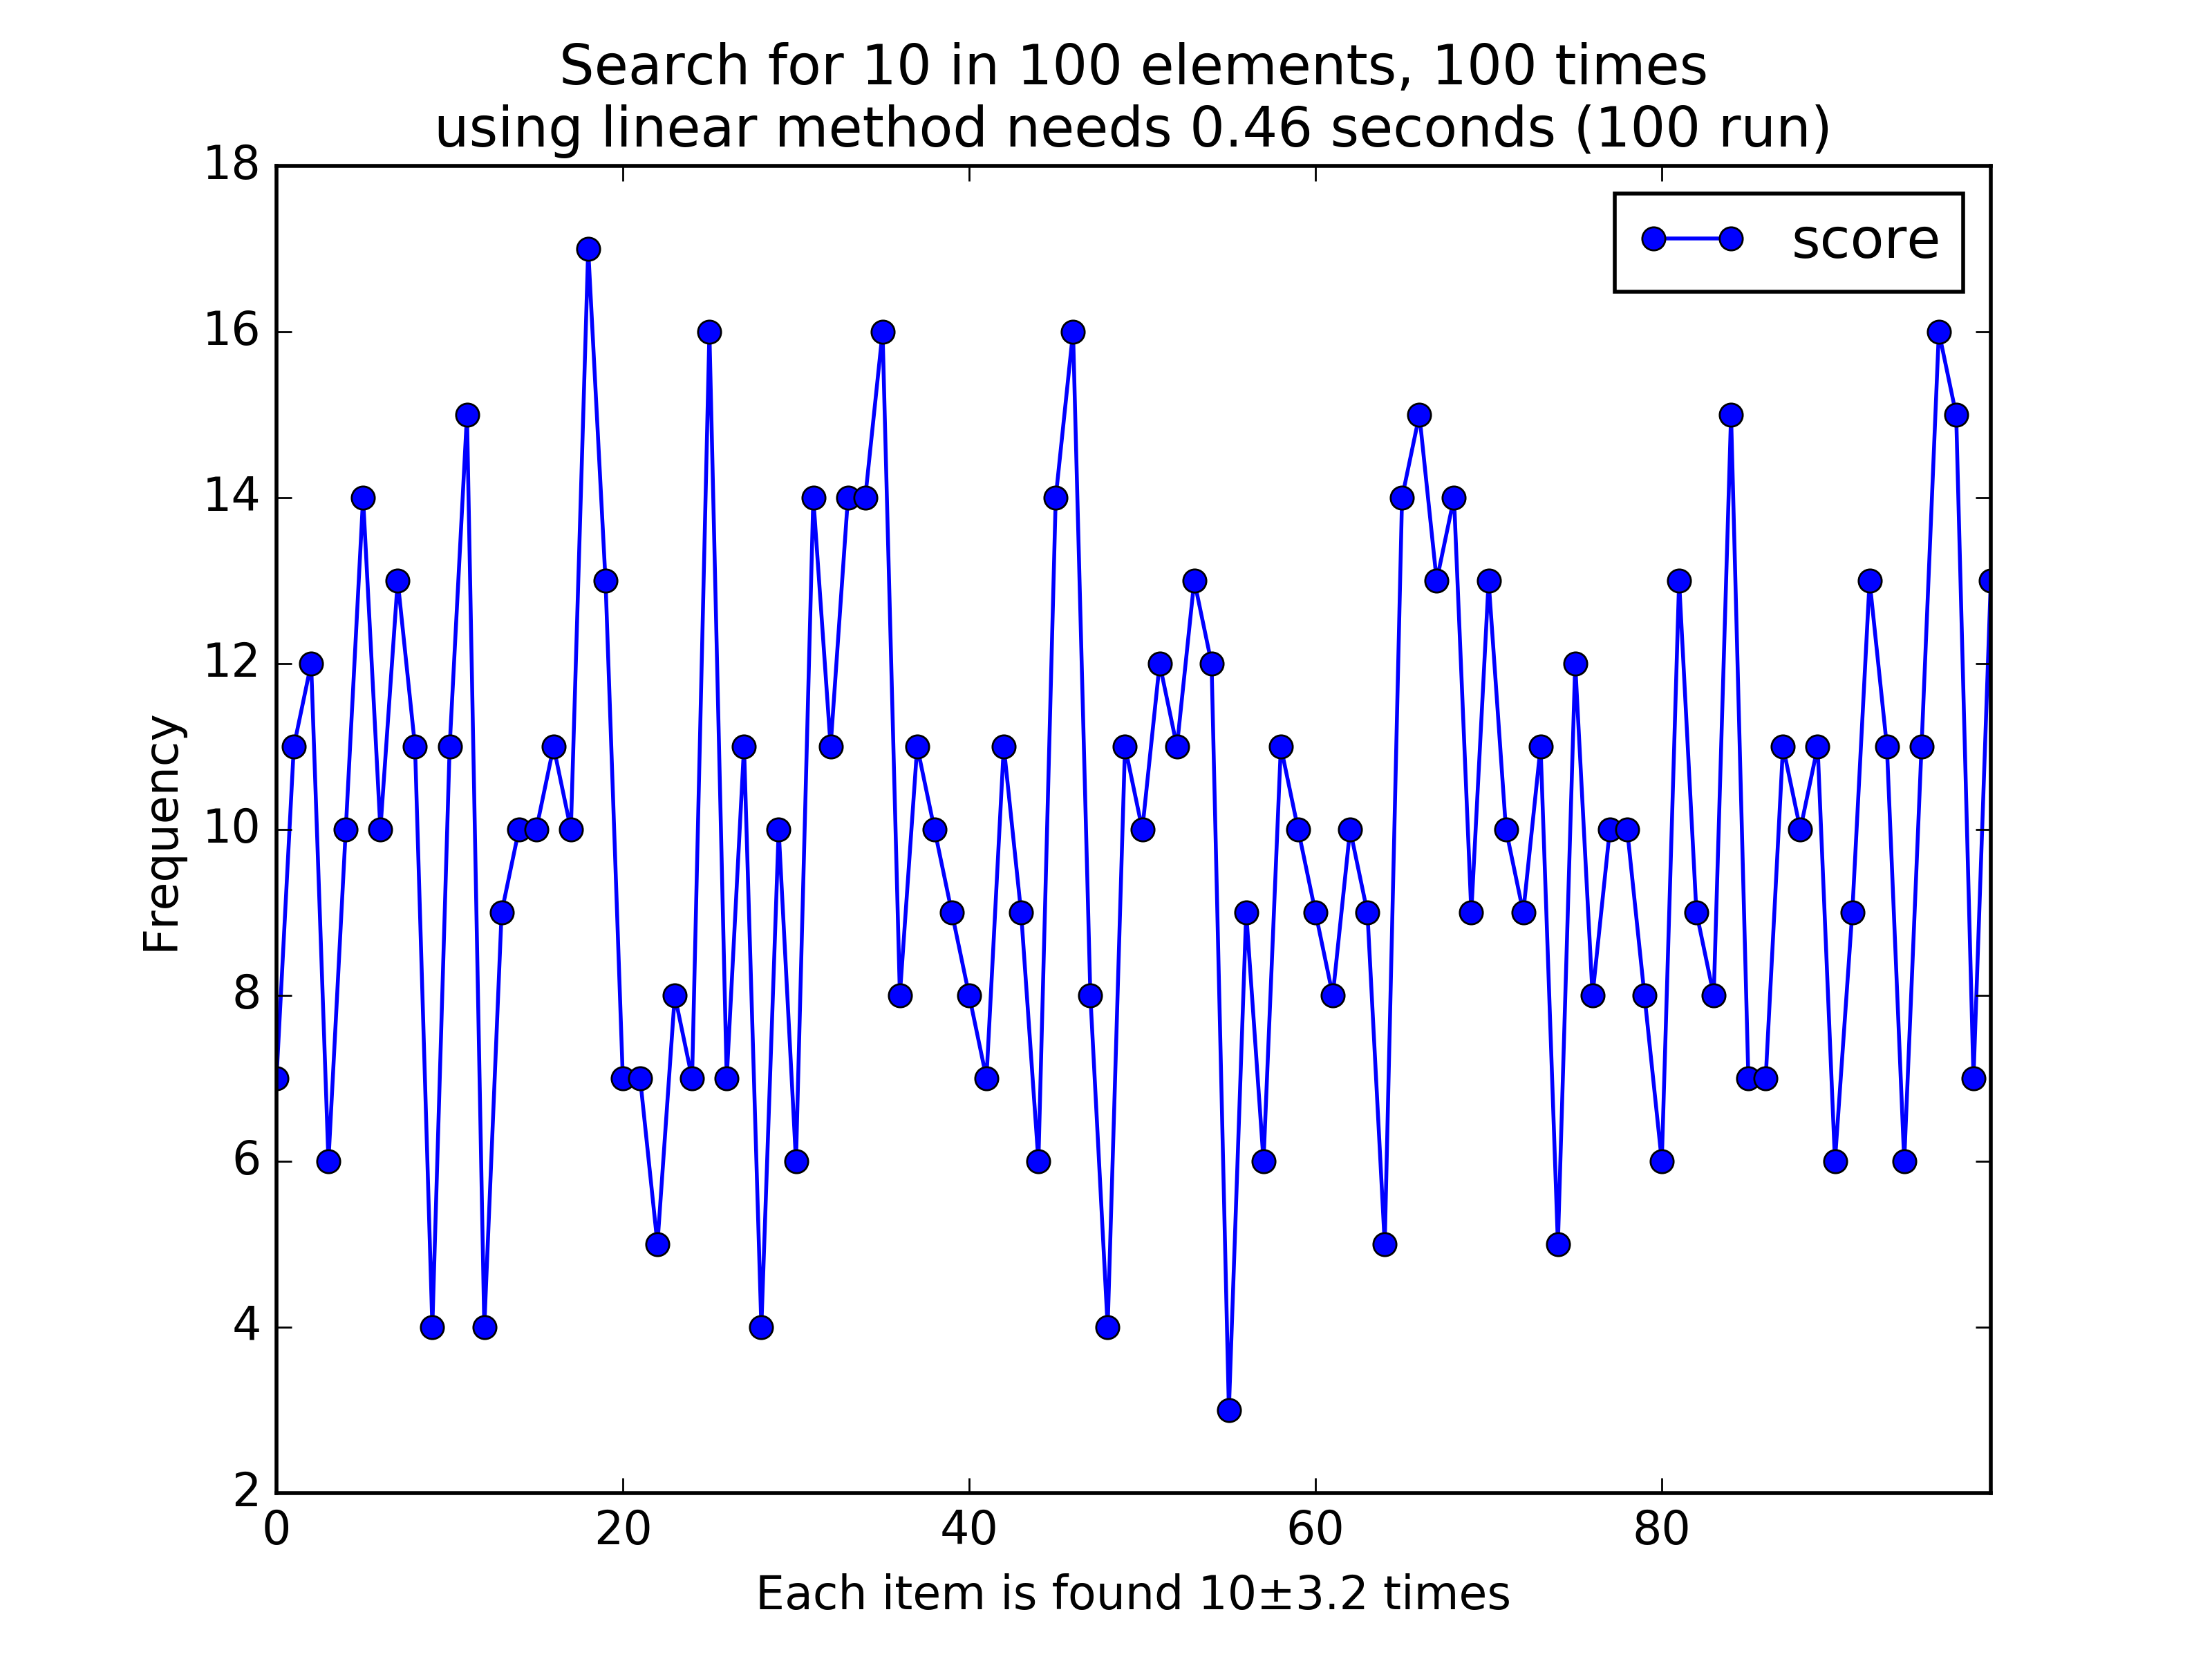 Search for 10 in 100 elements, 100 times
using linear method needs 0.46 seconds (100 run)
score
18
16
14
12
10
8
6
4
2
Frequency
0 20 40 60 80
Each item is found 10±3.2 times